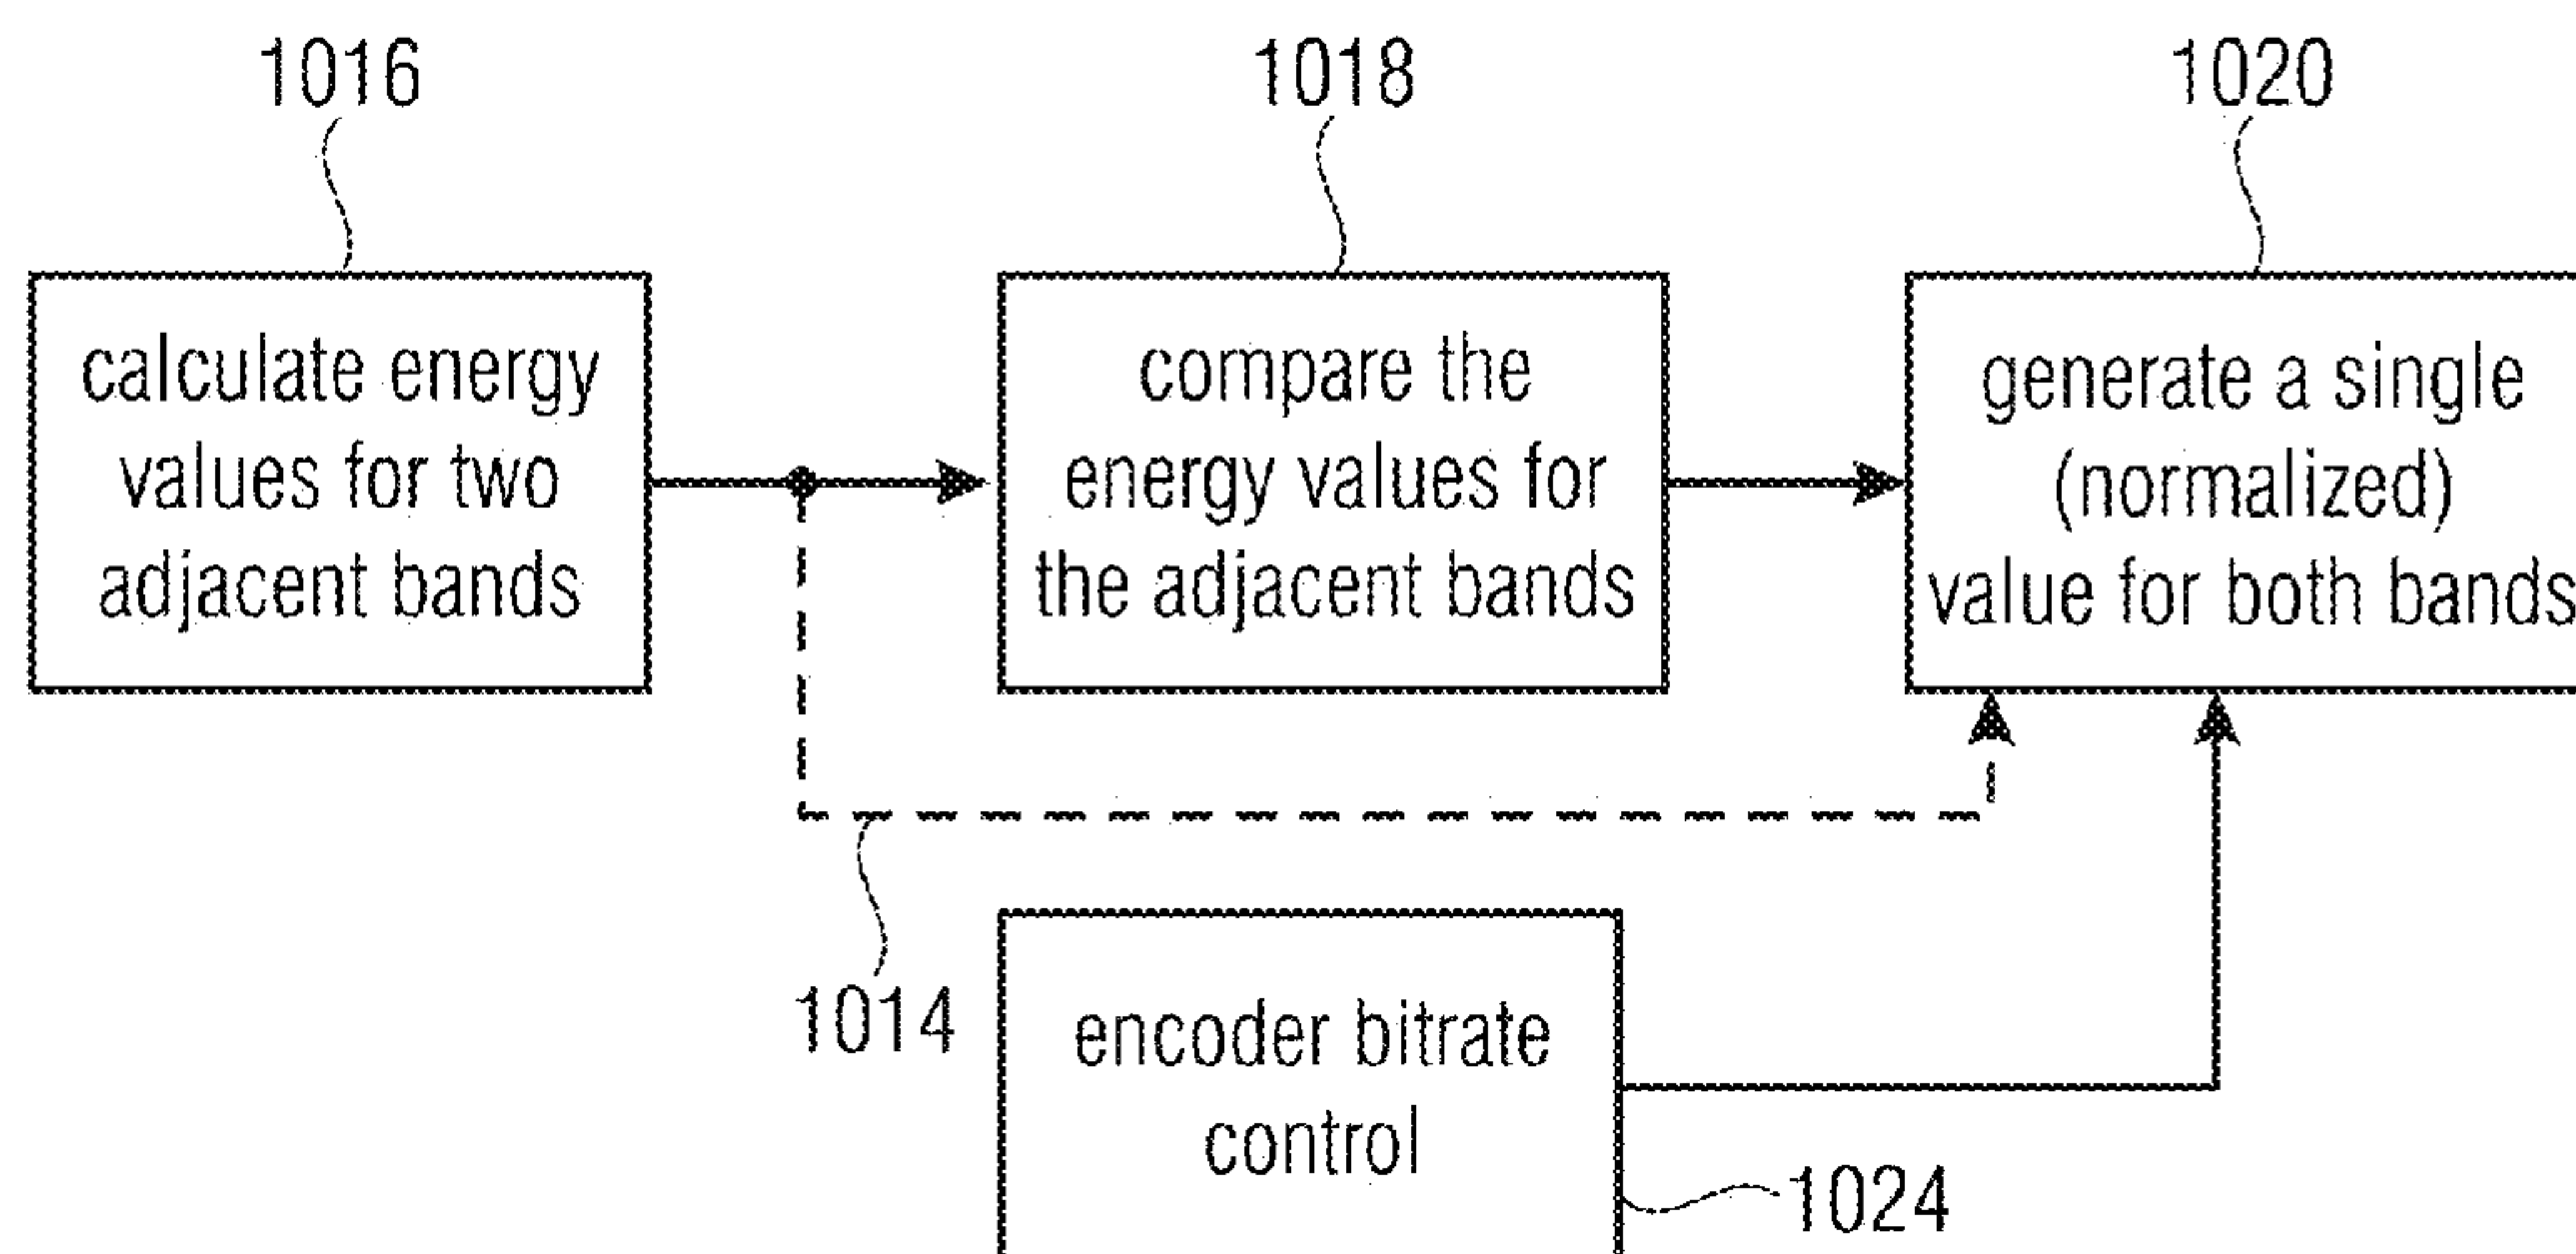 1016
1018
1020
calculate energy
values for two
adjacent bands
compare the
energy values for
the adjacent bands
generate a single
(normalized)
value for both bands
1014
encoder bitrate
control
1024